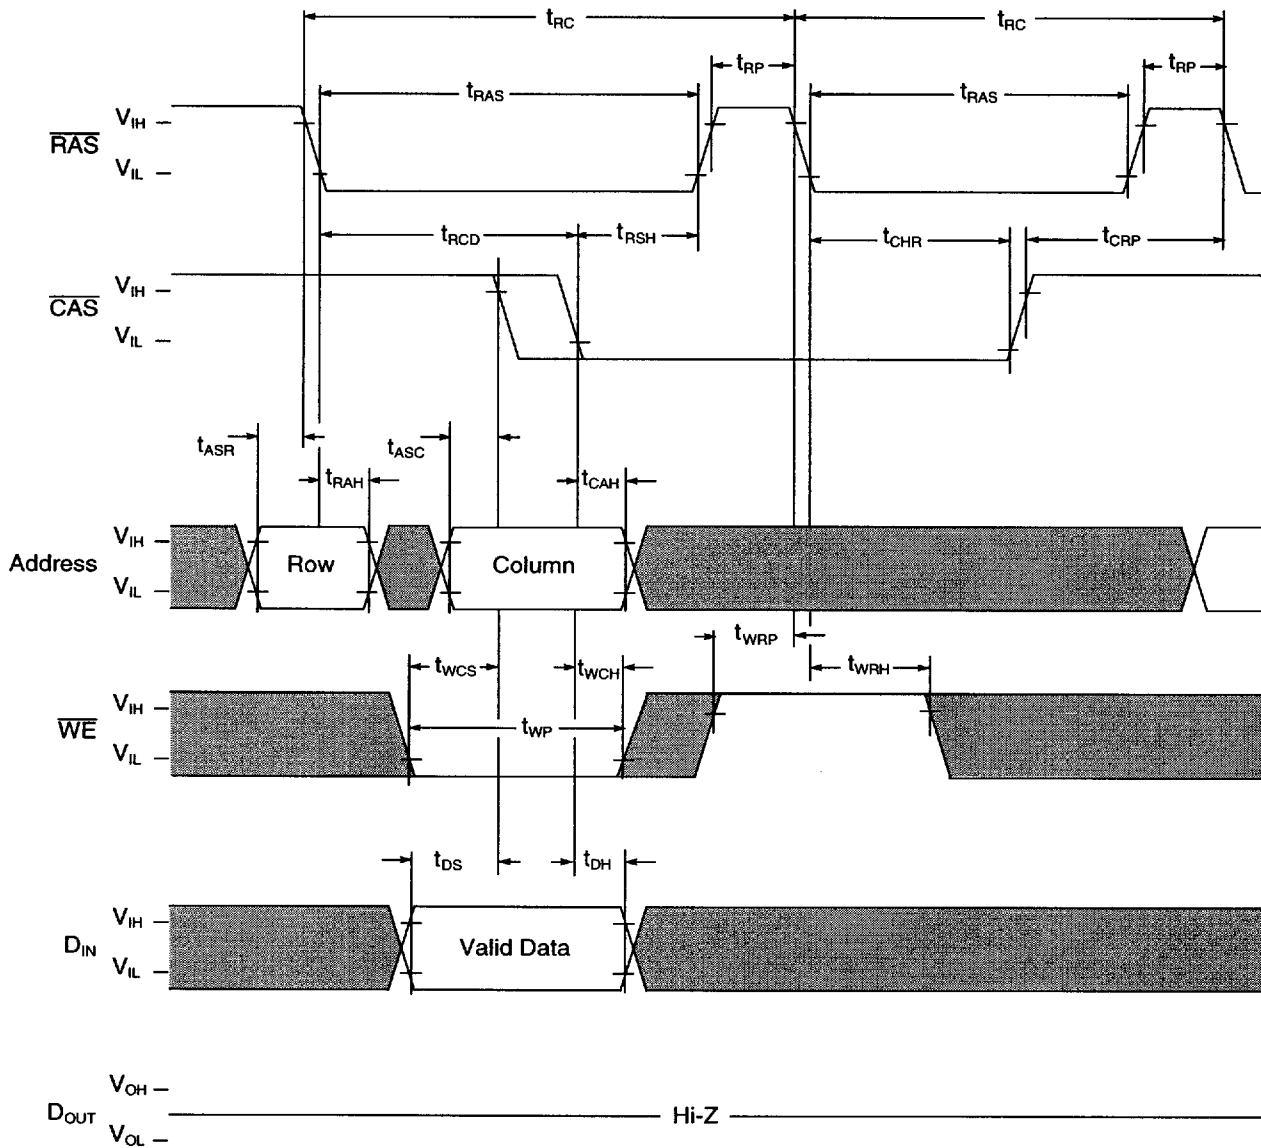 tRC tRC
tRP tRP
tRAS tRAS
RAS VIH
VIL
tRCD tRSH tCHR tCRP
CAS VIH
VIL
tASR tASC
tRAH tCAH
Address VIH
VIL
Row Column
tWRP
tWCS tWCH tWRH
WE VIH
VIL
tWP
tDS tDH
DIN VIH
VIL
Valid Data
DOUT VOH
VOL
Hi-Z